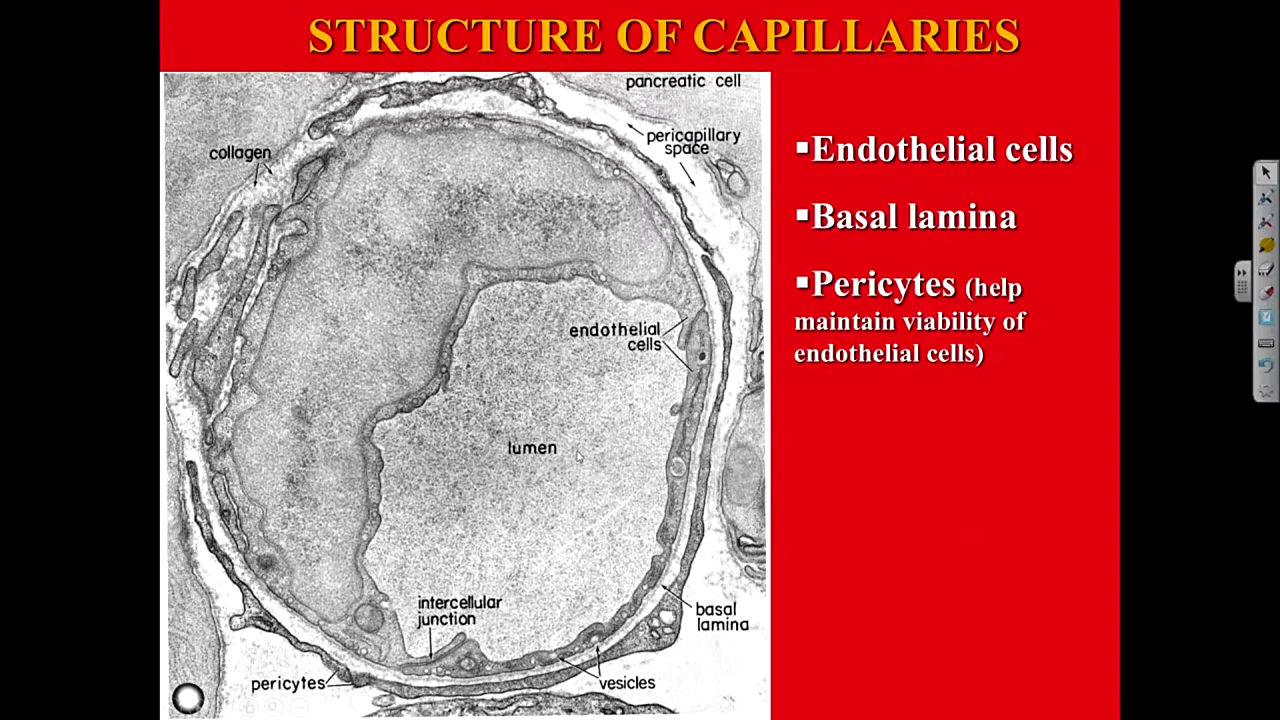 STRUCTURE OF CAPILLARIES
pancreatic cell
pericapillary
space
collagen
endothelial
cells
lumen
intercellular
junction
basal
lamina
pericytes
vesicles
▪Endothelial cells
▪Basal lamina
▪Pericytes (help
maintain viability of
endothelial cells)